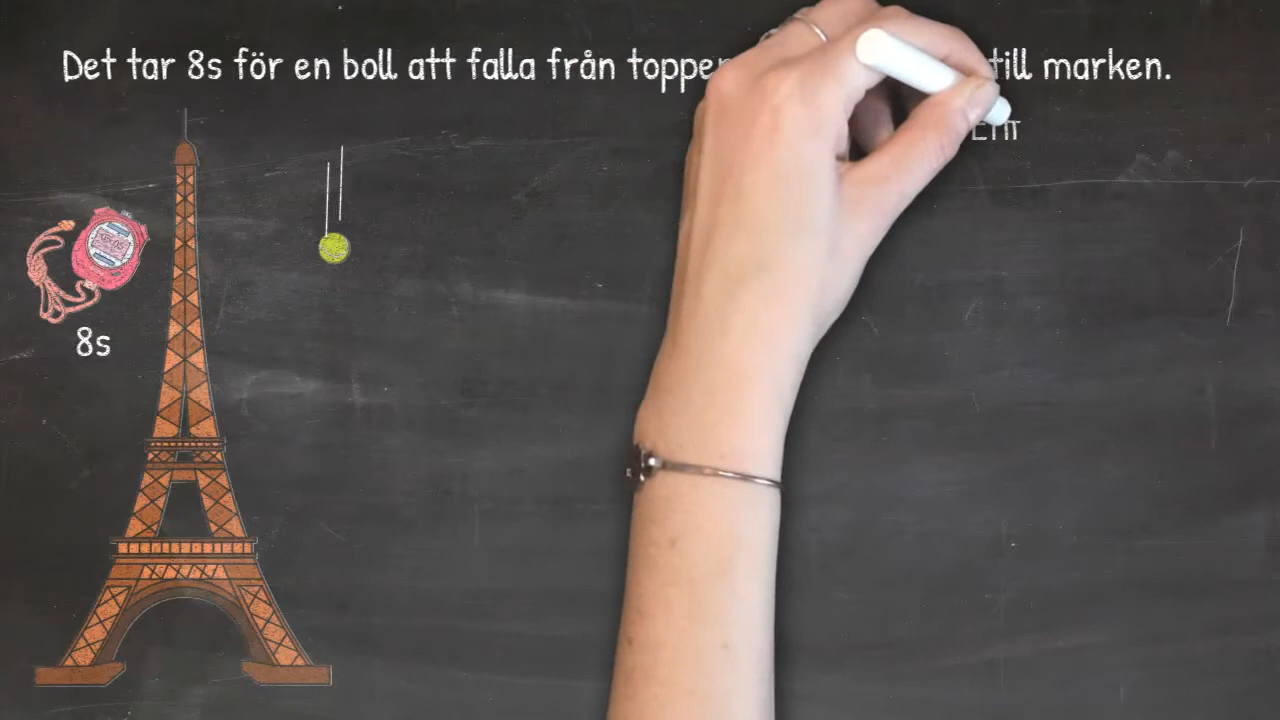 Det tar 8s för en boll att falla från toppen till marken.
8s